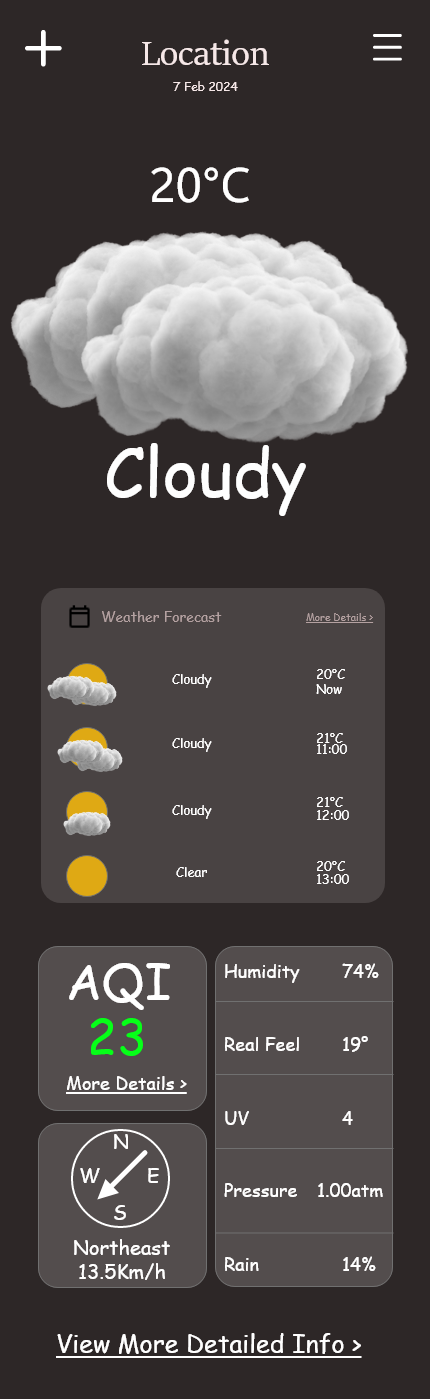 Location
7 Feb 2024
20°C
Cloudy
Weather Forecast More Details >
Cloudy 20°C
Now
Cloudy 21°C
11:00
Cloudy 21°C
12:00
Clear 20°C
13:00
AQI
23
More Details >
N
W E
S
Northeast
13.5Km/h
Humidity 74%
Real Feel 19°
UV 4
Pressure 1.00atm
Rain 14%
View More Detailed Info >